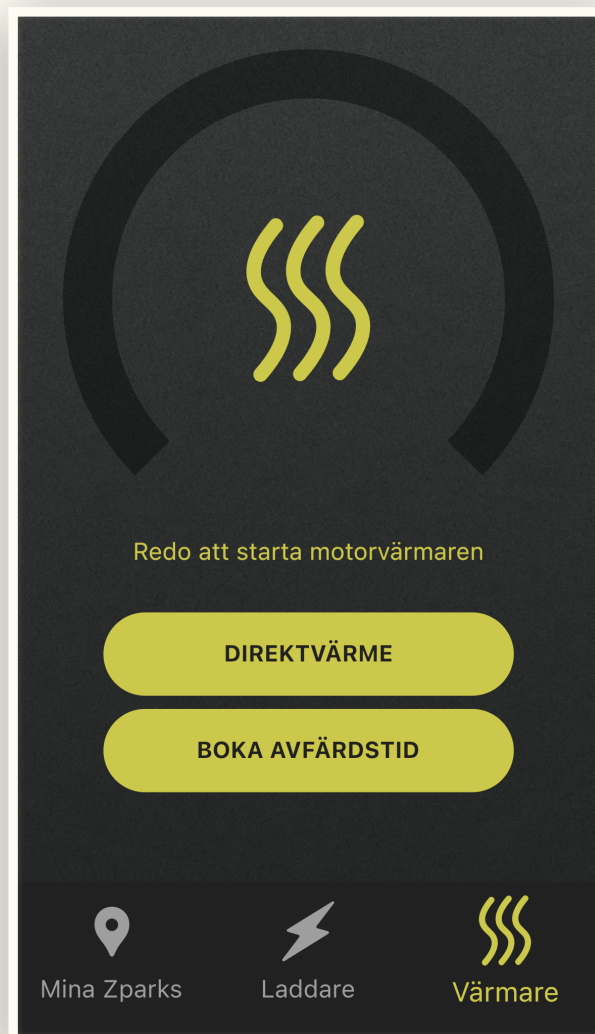 Redo att starta motorvärmaren
DIREKTVÄRME
BOKA AVFÄRDSTID
Mina Zparks
Laddare
Värmare